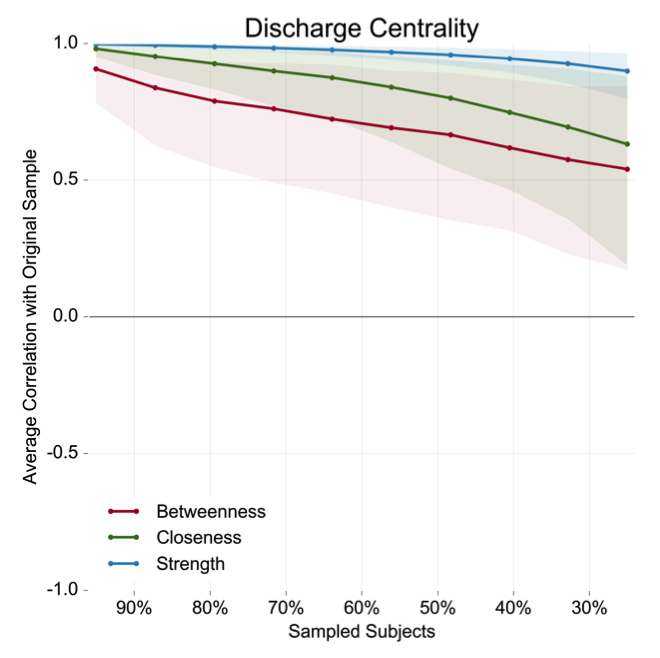 Discharge Centrality
1.0
0.5
0.0
-0.5
-1.0
Average Correlation with Original Sample
Betweenness
Closeness
Strength
90% 80% 70% 60% 50% 40% 30%
Sampled Subjects